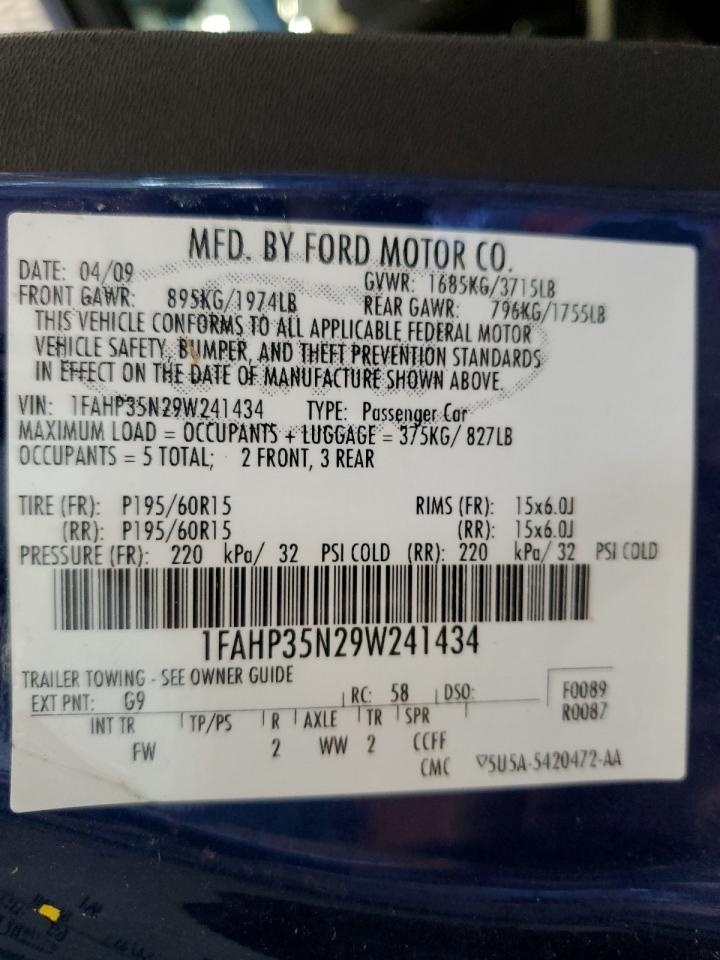 MFD. BY FORD MOTOR CO.
DATE: 04/09 GVWR: 1685KG/3715LB
FRONT GAWR: 895KG/1974LB REAR GAWR: 796KG/1755LB
THIS VEHICLE CONFORMS TO ALL APPLICABLE FEDERAL MOTOR
VEHICLE SAFETY, BUMPER, AND THEFT PREVENTION STANDARDS
IN EFFECT ON THE DATE OF MANUFACTURE SHOWN ABOVE.
VIN: 1FAHP35N29W241434 TYPE: Passenger Car
MAXIMUM LOAD = OCCUPANTS + LUGGAGE = 375KG/ 827LB
OCCUPANTS = 5 TOTAL; 2 FRONT, 3 REAR
TIRE (FR): P195/60R15 RIMS (FR): 15x6.0J
(RR): P195/60R15 (RR): 15x6.0J
PRESSURE (FR): 220 kPa/ 32 PSI COLD (RR): 220 kPa/ 32 PSI COLD
1FAHP35N29W241434
TRAILER TOWING - SEE OWNER GUIDE
EXT PNT: G9 RC: 58 DSO: F0089
INT TR TP/PS R AXLE TR SPR R0087
FW 2 WW 2 CCFF
CMC 5U5A-5420472-AA